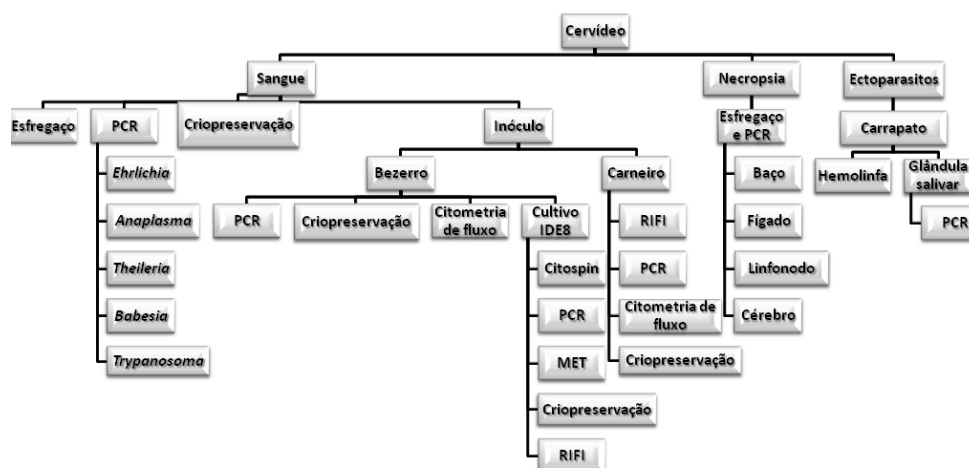 Cervídeo
Sangue
Necropsia
Ectoparasitos
Esfregaço
PCR
Criopreservação
Inóculo
Esfregaço
e PCR
Carrapato
Ehrlichia
Anaplasma
Theileria
Babesia
Trypanosoma
Bezerro
Carneiro
PCR
Criopreservação
Citometria
de fluxo
Cultivo
IDE8
Citospin
PCR
MET
Criopreservação
RIFI
RIFI
PCR
Citometria de
fluxo
Criopreservação
Baço
Fígado
Linfonodo
Cérebro
Hemolinfa
Glândula
salivar
PCR